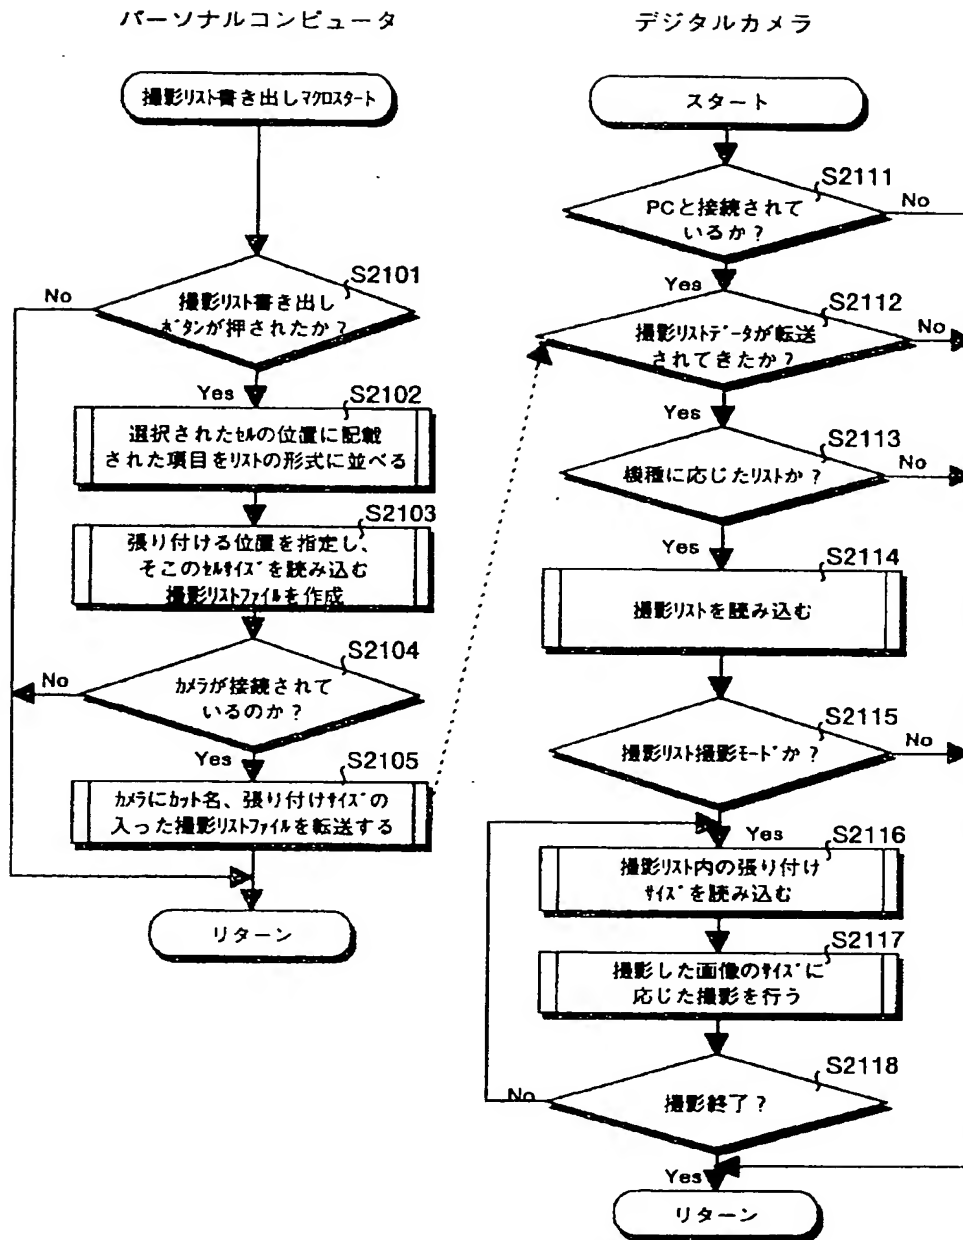 パーソナルコンピュータ
撮影リスト書き出しマクロスタート
S2101
撮影リスト書き出し
ボタンが押されたか？
No
Yes
S2102
選択されたセルの位置に記載
された項目をリストの形式に並べる
S2103
張り付ける位置を指定し、
そこのセルサイズを読み込む
撮影リストファイルを作成
S2104
カメラが接続されて
いるのか？
No
Yes
S2105
カメラにカット名、張り付けサイズの
入った撮影リストファイルを転送する
リターン
デジタルカメラ
スタート
S2111
PCと接続されて
いるか？
No
Yes
S2112
撮影リストデータが転送
されてきたか？
No
Yes
S2113
機種に応じたリストか？
No
Yes
S2114
撮影リストを読み込む
S2115
撮影リスト撮影モードか？
No
Yes
S2116
撮影リスト内の張り付け
サイズを読み込む
S2117
撮影した画像のサイズに
応じた撮影を行う
S2118
撮影終了？
No
Yes
リターン